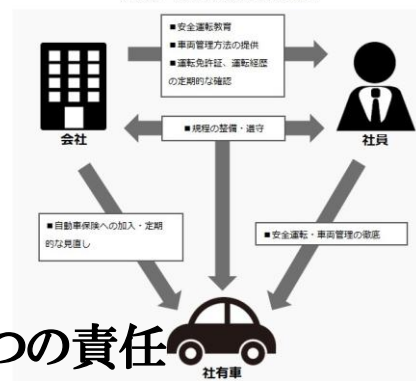 ■安全運転教育
■車両管理方法の提供
■運転免許証、運転経歴
の定期的な確認
会社
社員
■規程の整備・遵守
■自動車保険への加入・定期
的な見直し
■安全運転・車両管理の徹底
つの責任
社有車